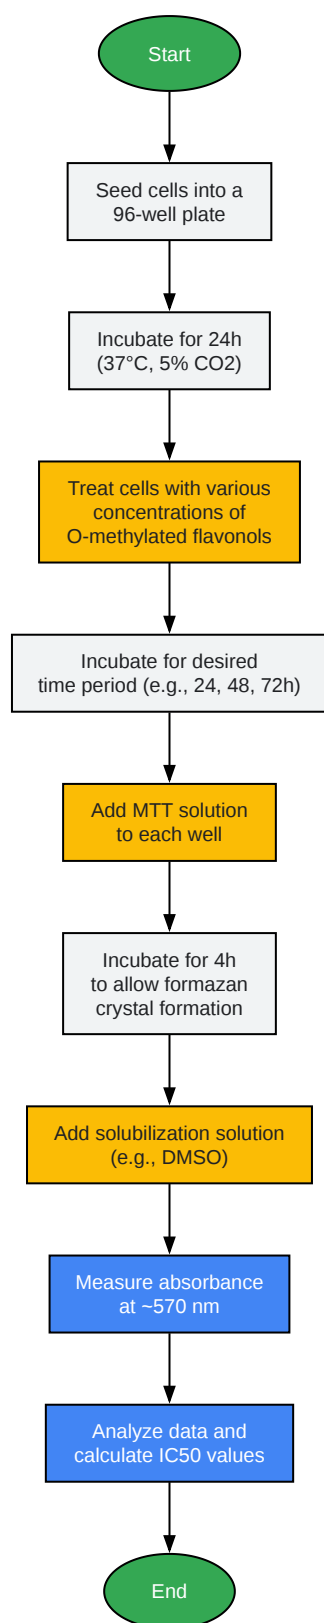 Start
Seed cells into a
96-well plate
Incubate for 24h
(37°C, 5% CO2)
Treat cells with various
concentrations of
O-methylated flavonols
Incubate for desired
time period (e.g., 24, 48, 72h)
Add MTT solution
to each well
Incubate for 4h
to allow formazan
crystal formation
Add solubilization solution
(e.g., DMSO)
Measure absorbance
at ~570 nm
Analyze data and
calculate IC50 values
End